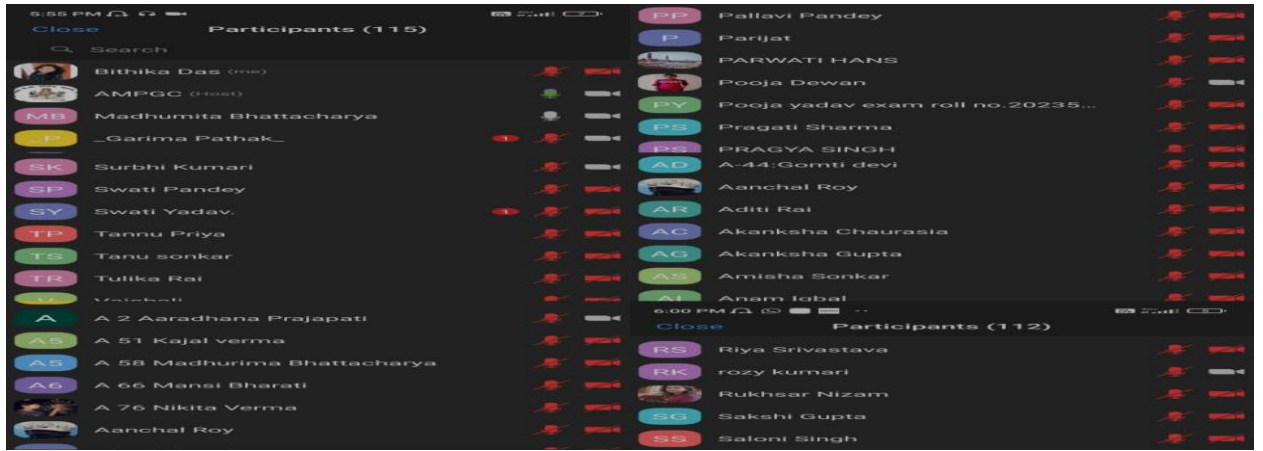 5:55 PM
Close Participants (115)
Search
Bithika Das (me)
AMPGC (Host)
MB Madhumita Bhattacharya
_P _Garima Pathak_ 1
SK Surbhi Kumari
SP Swati Pandey
SY Swati Yadav. 1
TP Tannu Priya
TS Tanu sonkar
TR Tulika Rai
V Vaishali
A A 2 Aaradhana Prajapati
A5 A 51 Kajal verma
A5 A 58 Madhurima Bhattacharya
A6 A 66 Mansi Bharati
A 76 Nikita Verma
Aanchal Roy
PP Pallavi Pandey
P Parijat
PARWATI HANS
Pooja Dewan
PY Pooja yadav exam roll no.20235...
PS Pragati Sharma
PS PRAGYA SINGH
AD A-44:Gomti devi
Aanchal Roy
AR Aditi Rai
AC Akanksha Chaurasia
AG Akanksha Gupta
AS Amisha Sonkar
AI Anam Iqbal
6:00 PM
Close Participants (112)
RS Riya Srivastava
RK rozy kumari
Rukhsar Nizam
SG Sakshi Gupta
SS Saloni Singh